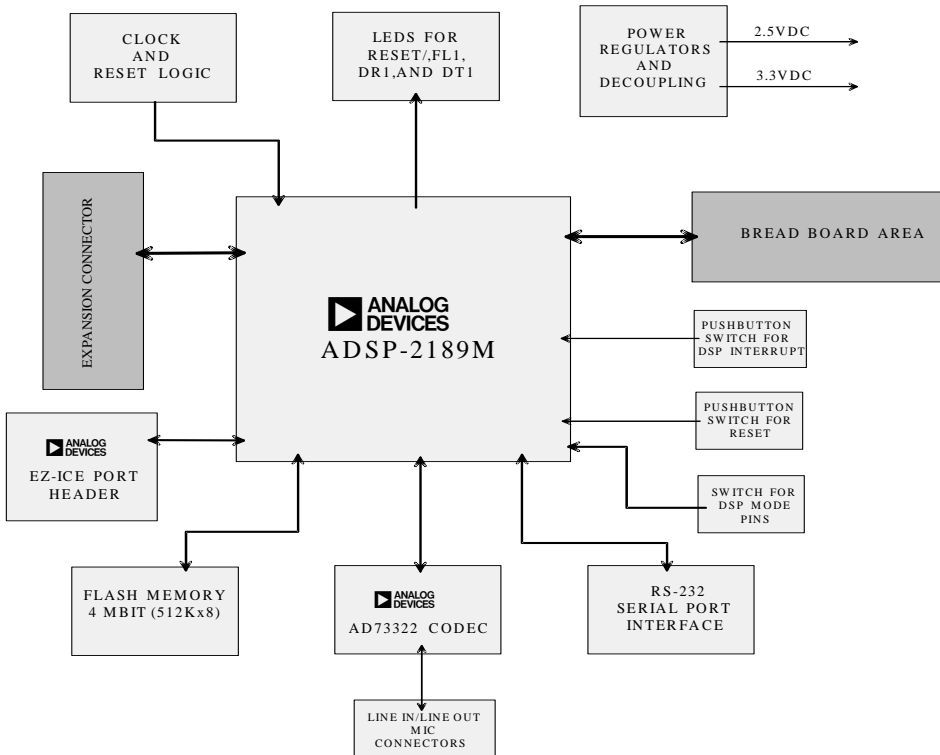 CLOCK
AND
RESET LOGIC
LEDS FOR
RESET/,FL1,
DR1,AND DT1
POWER
REGULATORS
AND
DECOUPLING
2.5VDC
3.3VDC
EXPANSION CONNECTOR
BREAD BOARD AREA
ANALOG
DEVICES
ADSP-2189M
PUSHBUTTON
SWITCH FOR
DSP INTERRUPT
PUSHBUTTON
SWITCH FOR
RESET
ANALOG
DEVICES
EZ-ICE PORT
HEADER
SWITCH FOR
DSP MODE
PINS
FLASH MEMORY
4 MBIT (512Kx8)
ANALOG
DEVICES
AD73322 CODEC
RS-232
SERIAL PORT
INTERFACE
LINE IN/LINE OUT
MIC
CONNECTORS